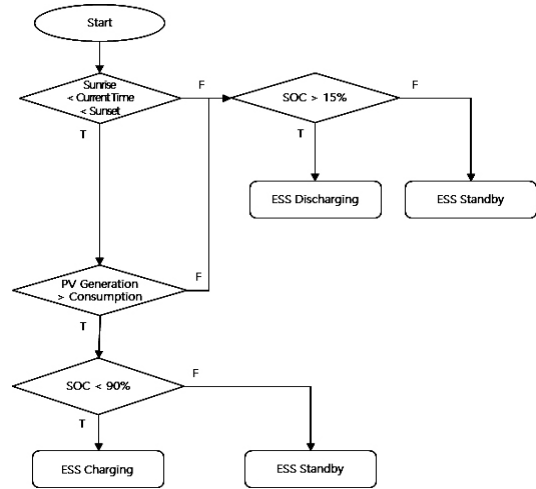 Start
Sunrise
< Current Time
< Sunset
F
SOC > 15%
F
T
T
ESS Discharging
ESS Standby
PV Generation
> Consumption
F
T
SOC < 90%
F
T
ESS Charging
ESS Standby